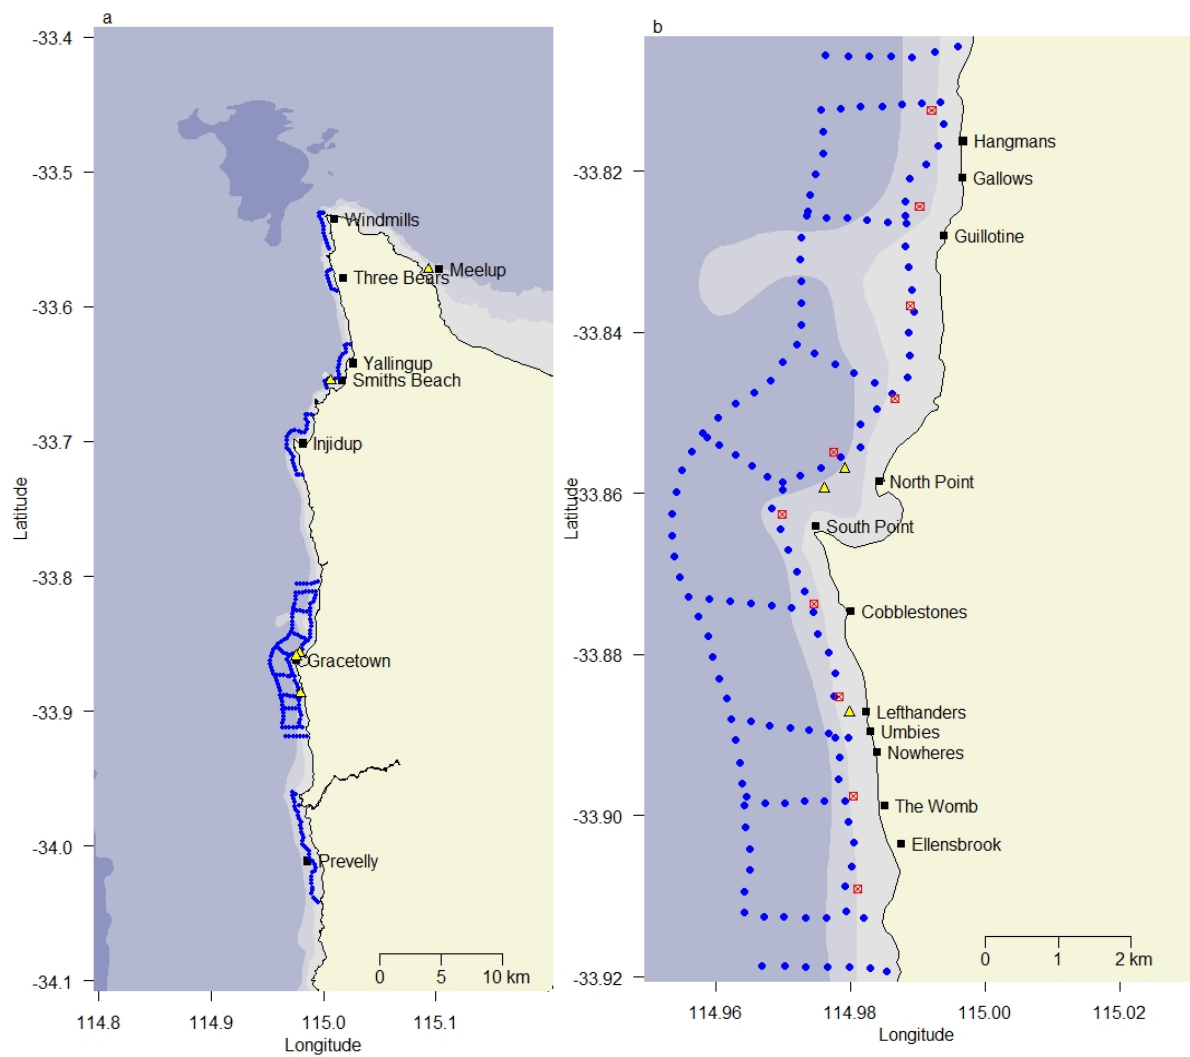 a
-33.4
-33.5
-33.6
-33.7
-33.8
-33.9
-34.0
-34.1
Latitude
Windmills
Meelup
Three Bears
Yallingup
Smiths Beach
Injidup
Gracetown
Prevelly
0 5 10 km
114.8 114.9 115.0 115.1
Longitude
b
-33.82
-33.84
-33.86
-33.88
-33.90
-33.92
Latitude
Hangmans
Gallows
Guillotine
North Point
South Point
Cobblestones
Lefthanders
Umbies
Nowheres
The Womb
Ellensbrook
0 1 2 km
114.96 114.98 115.00 115.02
Longitude